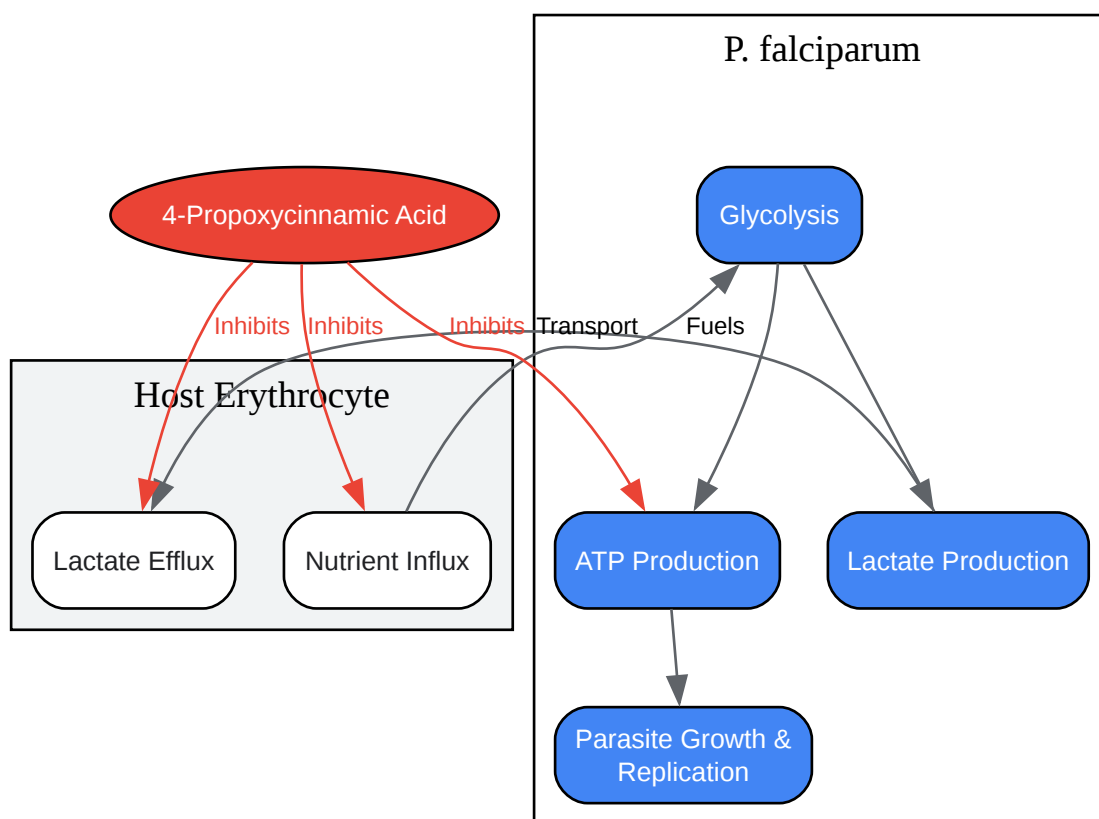 P. falciparum
4-Propoxycinnamic Acid
Glycolysis
Inhibits
Inhibits
Inhibits
Transport
Fuels
Host Erythrocyte
Lactate Efflux
Nutrient Influx
ATP Production
Lactate Production
Parasite Growth &
Replication